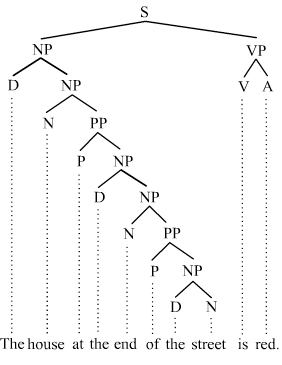 S
NP VP
D NP V A
N PP
P NP
D NP
N PP
P NP
D N
The house at the end of the street is red.